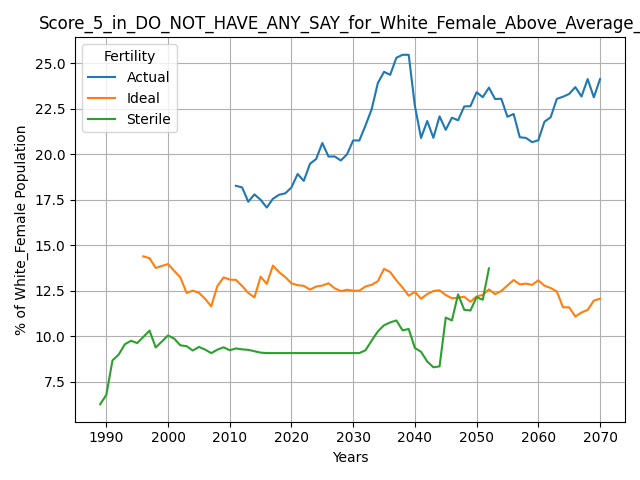 Score_5_in_DO_NOT_HAVE_ANY_SAY_for_White_Female_Above_Average_
Fertility
Actual
Ideal
Sterile
% of White_Female Population
25.0
22.5
20.0
17.5
15.0
12.5
10.0
7.5
1990 2000 2010 2020 2030 2040 2050 2060 2070
Years